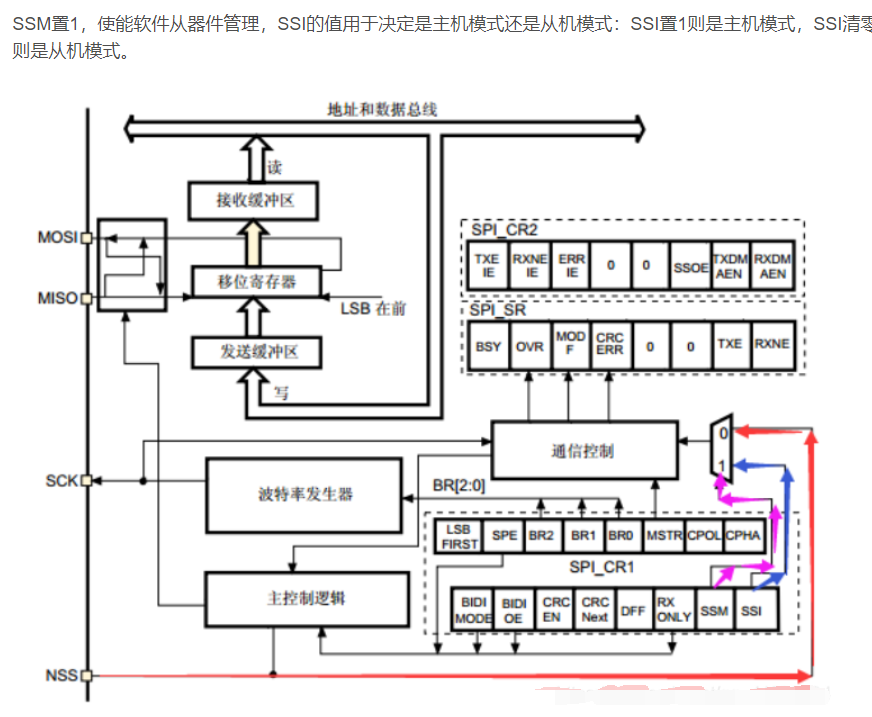 SSM置1，使能软件从器件管理，SSI的值用于决定是主机模式还是从机模式：SSI置1则是主机模式，SSI清零
则是从机模式。
地址和数据总线
读
接收缓冲区
MOSI
MISO
移位寄存器
LSB 在前
发送缓冲区
写
SPI_CR2
TXE IE
RXNE IE
ERR IE
0
0
SSOE
TXDM AEN
RXDM AEN
SPI_SR
BSY
OVR
MOD F
CRC ERR
0
0
TXE
RXNE
通信控制
0
1
SCK
波特率发生器
BR[2:0]
LSB FIRST
SPE
BR2
BR1
BR0
MSTR
CPOL
CPHA
SPI_CR1
主控制逻辑
BIDI MODE
BIDI OE
CRC EN
CRC Next
DFF
RX ONLY
SSM
SSI
NSS